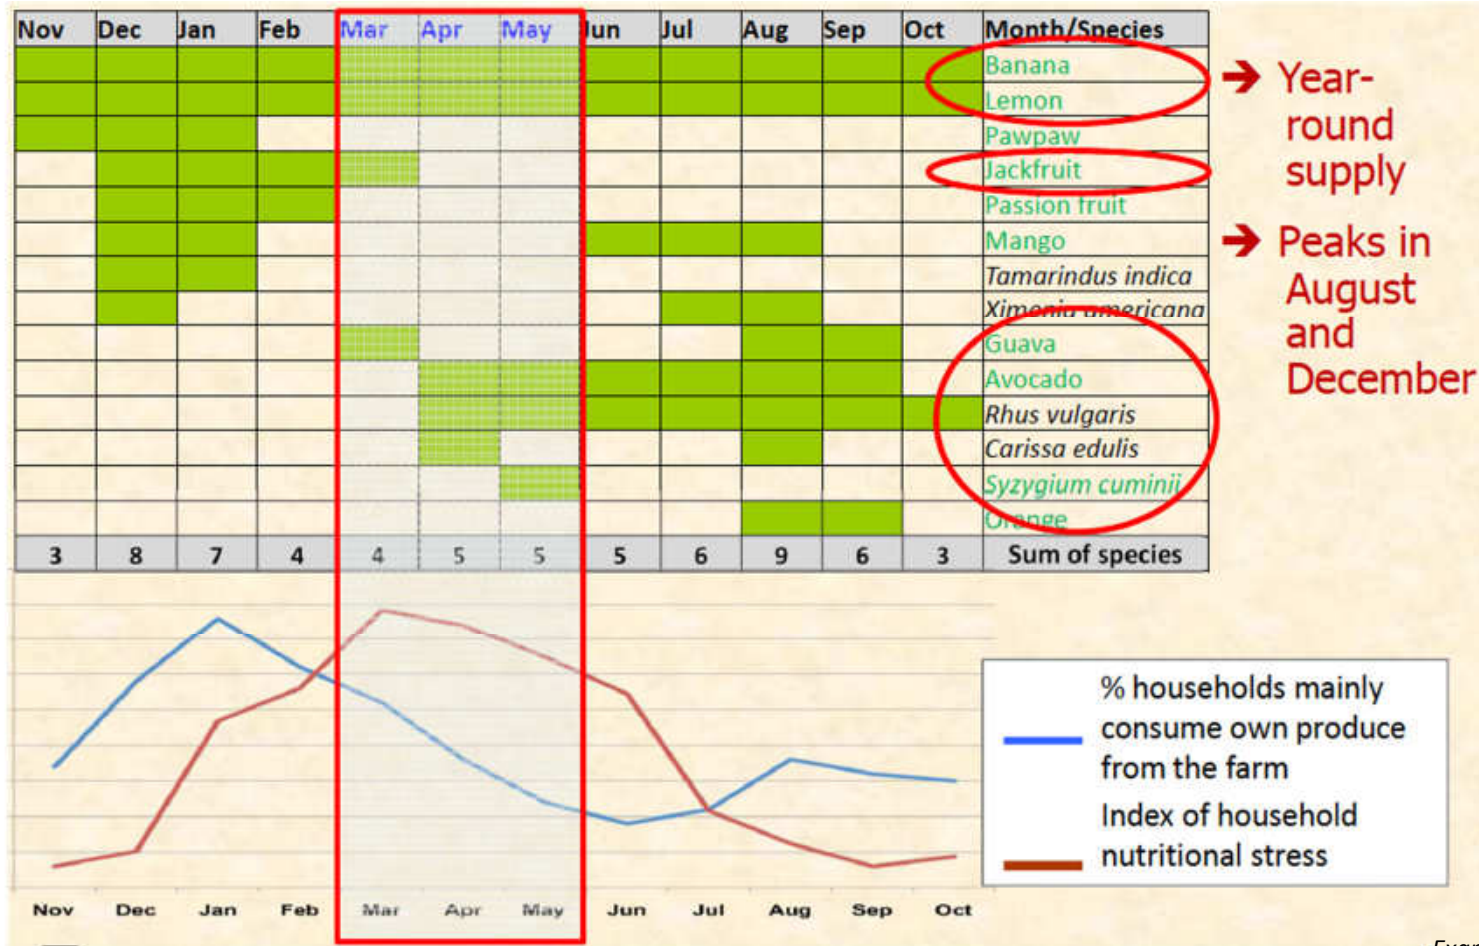 Nov Dec Jan Feb Mar Apr May Jun Jul Aug Sep Oct Month/Species
Banana
Lemon
Pawpaw
Jackfruit
Passion fruit
Mango
Tamarindus indica
Ximenia americana
Guava
Avocado
Rhus vulgaris
Carissa edulis
Syzygium cuminii
Orange
3 8 7 4 4 5 5 5 6 9 6 3 Sum of species
➔ Year-
round
supply
➔ Peaks in
August
and
December
% households mainly
consume own produce
from the farm
Index of household
nutritional stress
Nov Dec Jan Feb Mar Apr May Jun Jul Aug Sep Oct